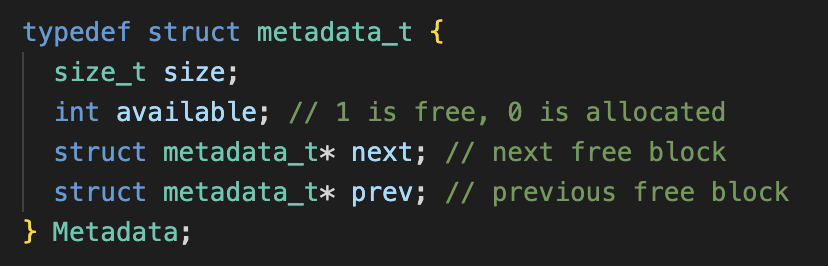 typedef struct metadata_t {
  size_t size;
  int available; // 1 is free, 0 is allocated
  struct metadata_t* next; // next free block
  struct metadata_t* prev; // previous free block
} Metadata;